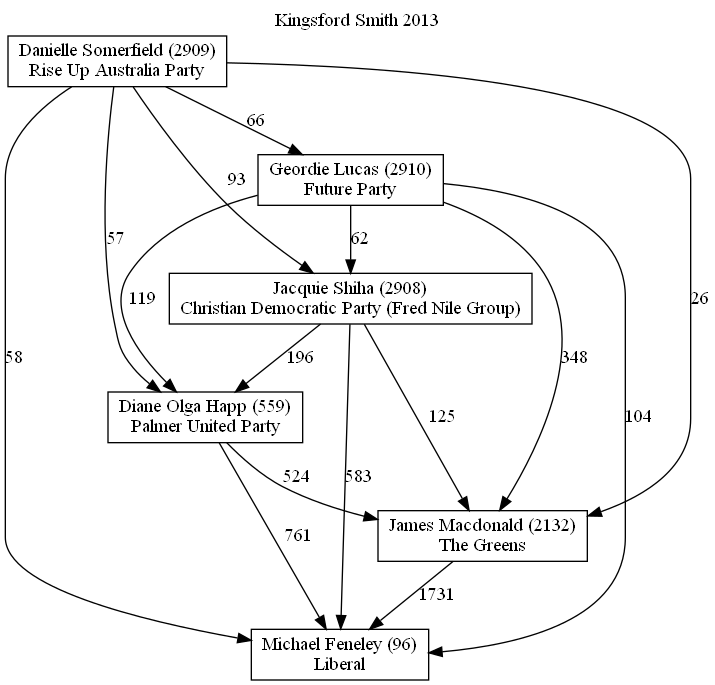 Kingsford Smith 2013
Danielle Somerfield (2909)
Rise Up Australia Party
66
Geordie Lucas (2910)
Future Party
93
57
62
119
26
Jacquie Shiha (2908)
Christian Democratic Party (Fred Nile Group)
58
196
348
Diane Olga Happ (559)
Palmer United Party
125
104
524
583
761
James Macdonald (2132)
The Greens
1731
Michael Feneley (96)
Liberal